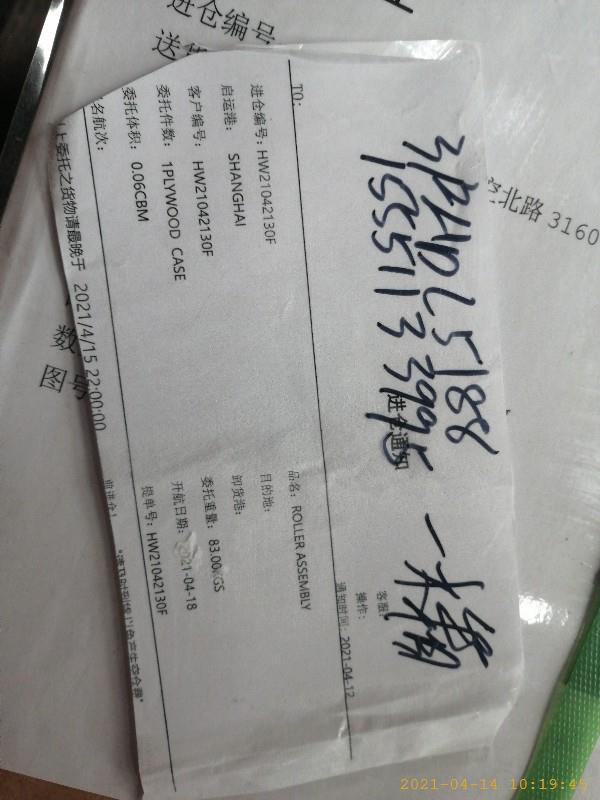 进仓编号
进仓通知
客服:
操作:
通知时间: 2021-04-12
TO:
进仓编号: HW21042130F
品名: ROLLER ASSEMBLY
启运港: SHANGHAI
目的地:
客户编号: HW21042130F
卸货港:
委托件数: 1PLYWOOD CASE
委托重量: 83.00KGS
委托体积: 0.06CBM
开航日期: 2021-04-18
名航次:
提单号: HW21042130F
上委托之货物请最晚于 2021/4/15 22:00:00
前进仓!
15551133995
一木箱
北路 3160
数
图号
2021-04-14 10:19:45